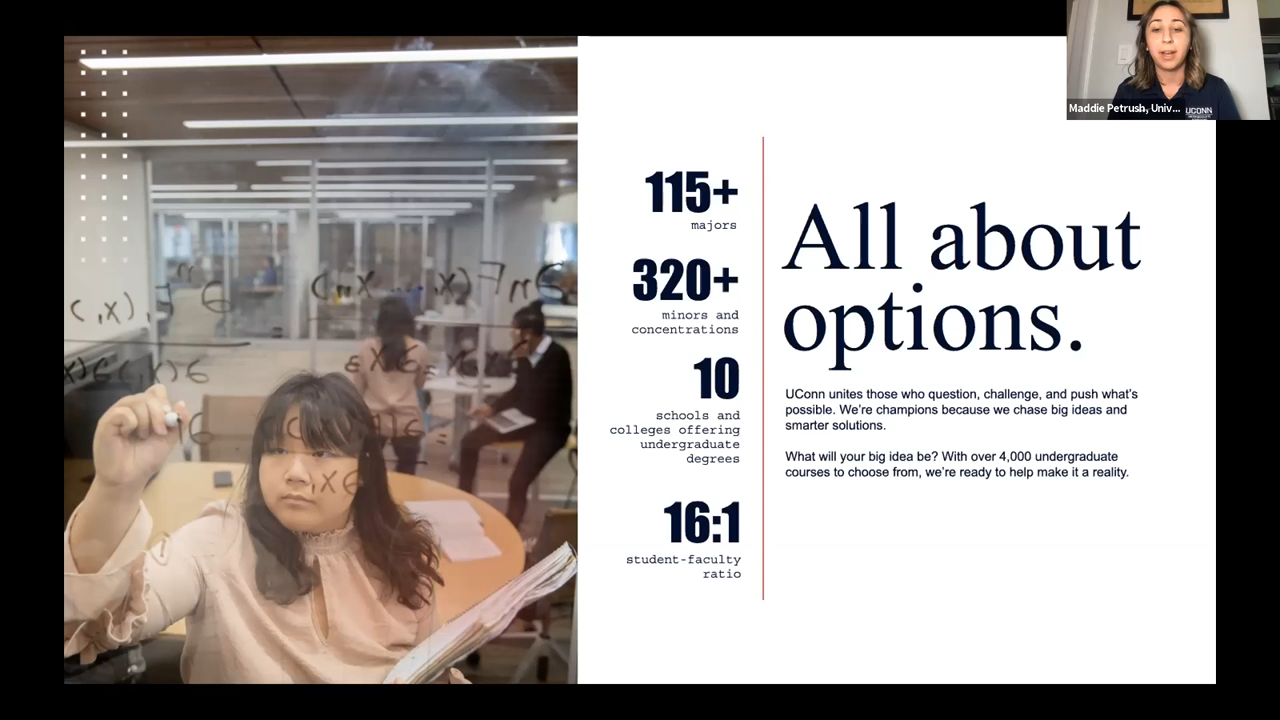 Maddie Petrush, Univ...
UCONN
115+
majors
320+
minors and
concentrations
10
schools and
colleges offering
undergraduate
degrees
16:1
student-faculty
ratio
All about
options.
UConn unites those who question, challenge, and push what's
possible. We're champions because we chase big ideas and
smarter solutions.
What will your big idea be? With over 4,000 undergraduate
courses to choose from, we're ready to help make it a reality.